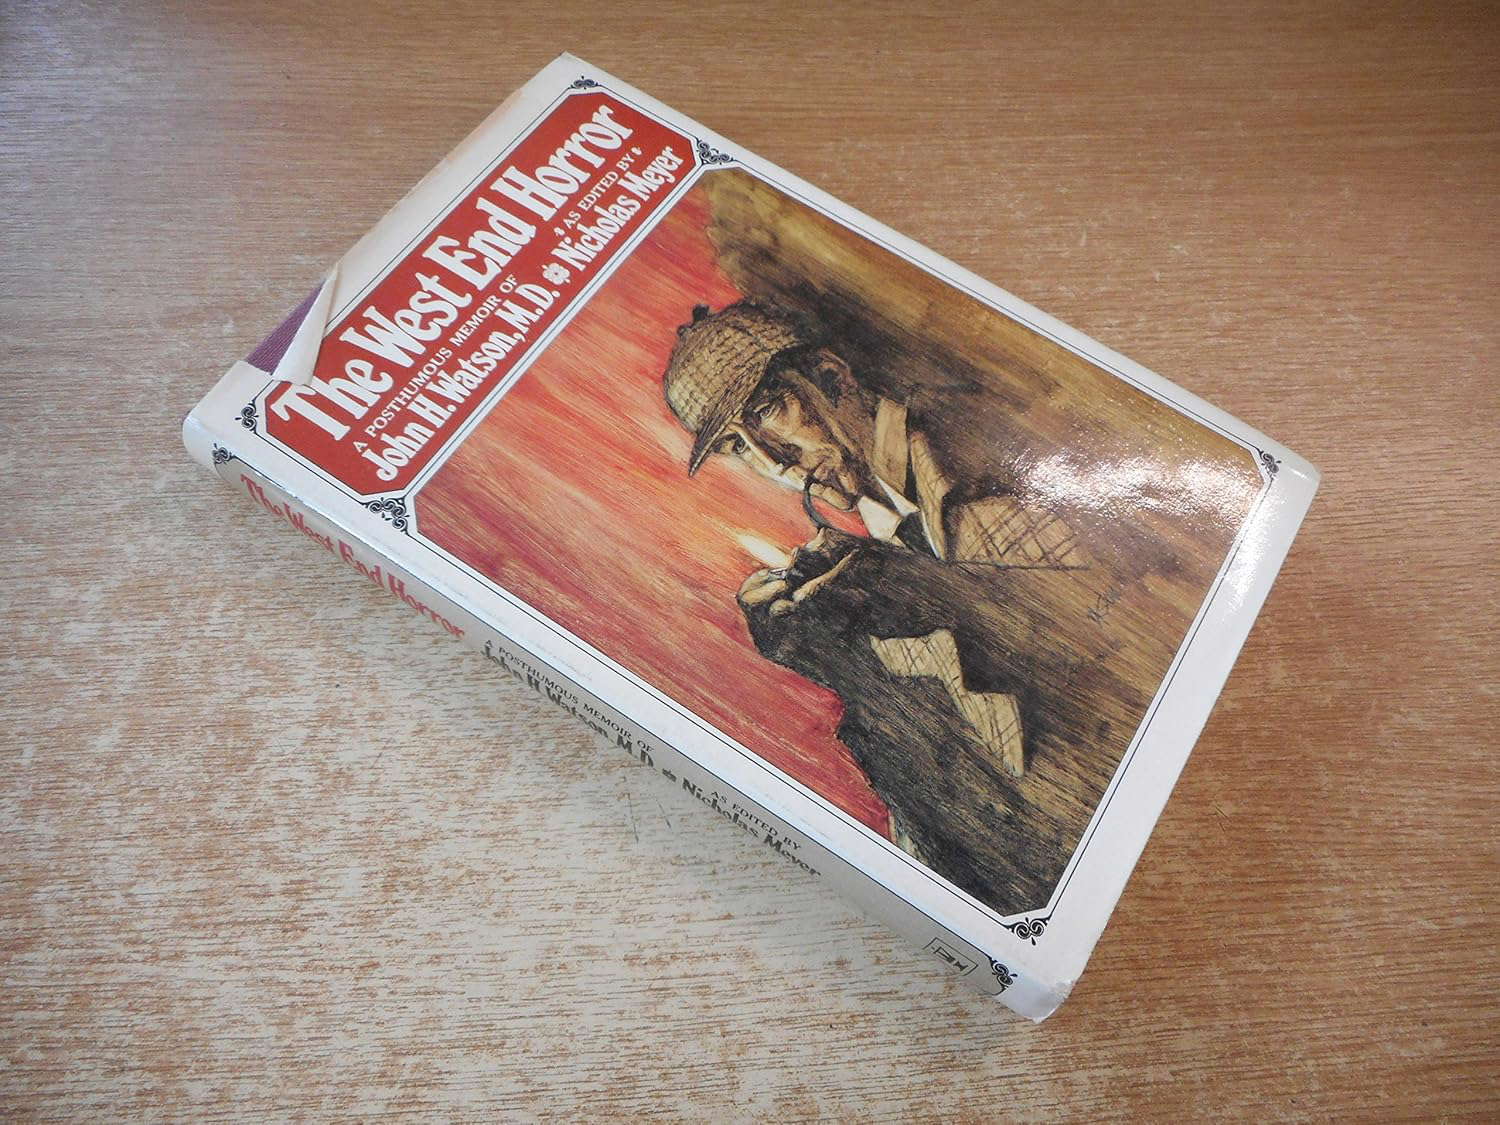 The West End Horror
A POSTHUMOUS MEMOIR OF
John H. Watson, M.D.
AS EDITED BY
Nicholas Meyer
The West End Horror
A POSTHUMOUS MEMOIR OF
John H. Watson, M.D.
AS EDITED BY
Nicholas Meyer